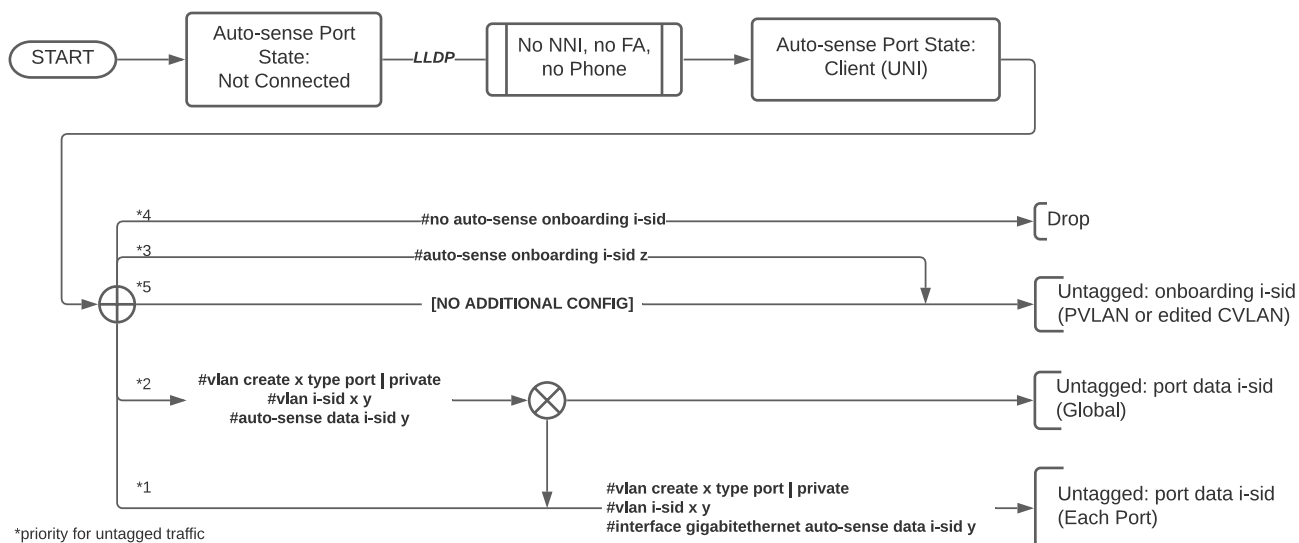 START
Auto-sense Port
State:
Not Connected
LLDP
No NNI, no FA,
no Phone
Auto-sense Port State:
Client (UNI)
*4
#no auto-sense onboarding i-sid
Drop
*3
#auto-sense onboarding i-sid z
*5
[NO ADDITIONAL CONFIG]
Untagged: onboarding i-sid
(PVLAN or edited CVLAN)
*2
#vlan create x type port | private
#vlan i-sid x y
#auto-sense data i-sid y
Untagged: port data i-sid
(Global)
*1
#vlan create x type port | private
#vlan i-sid x y
#interface gigabitethernet auto-sense data i-sid y
Untagged: port data i-sid
(Each Port)
*priority for untagged traffic